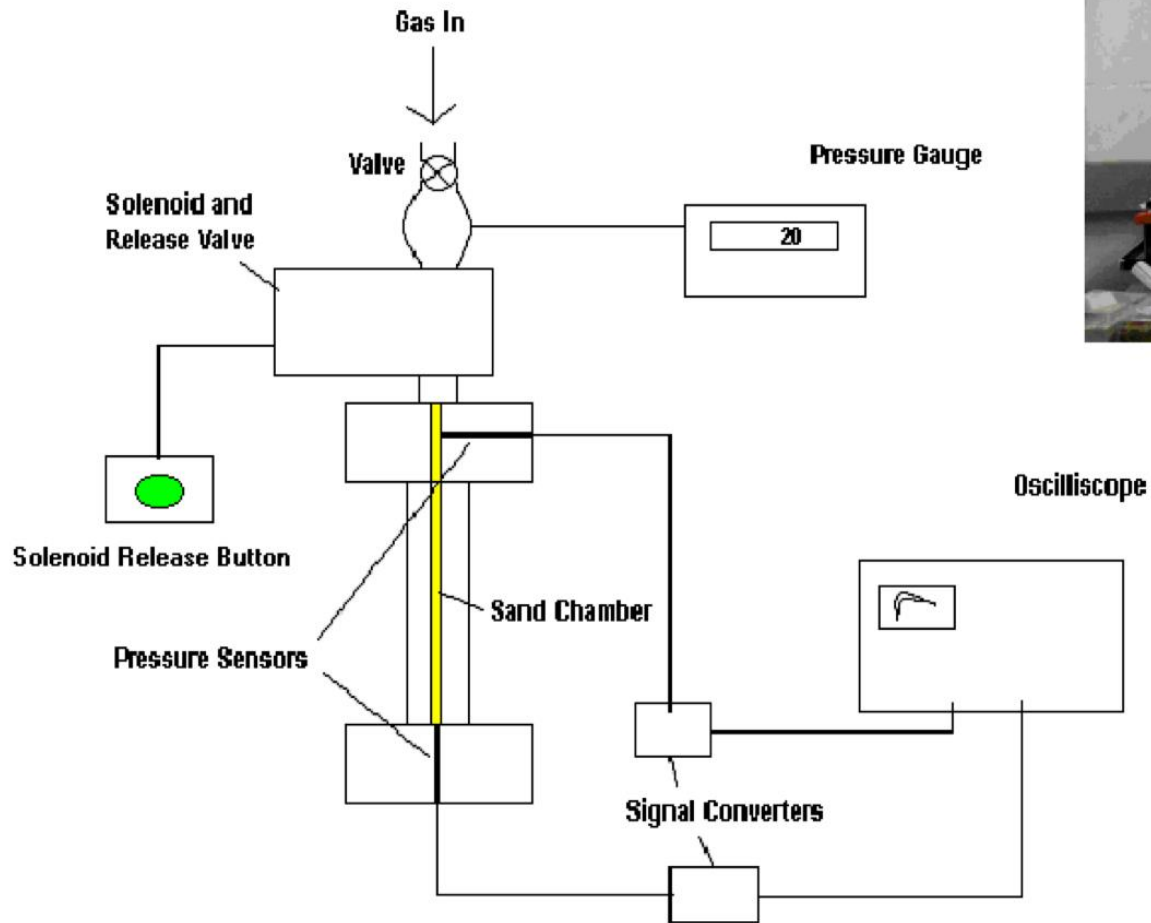 Gas In
Valve
Pressure Gauge
Solenoid and
Release Valve
20
Solenoid Release Button
Oscilliscope
Sand Chamber
Pressure Sensors
Signal Converters